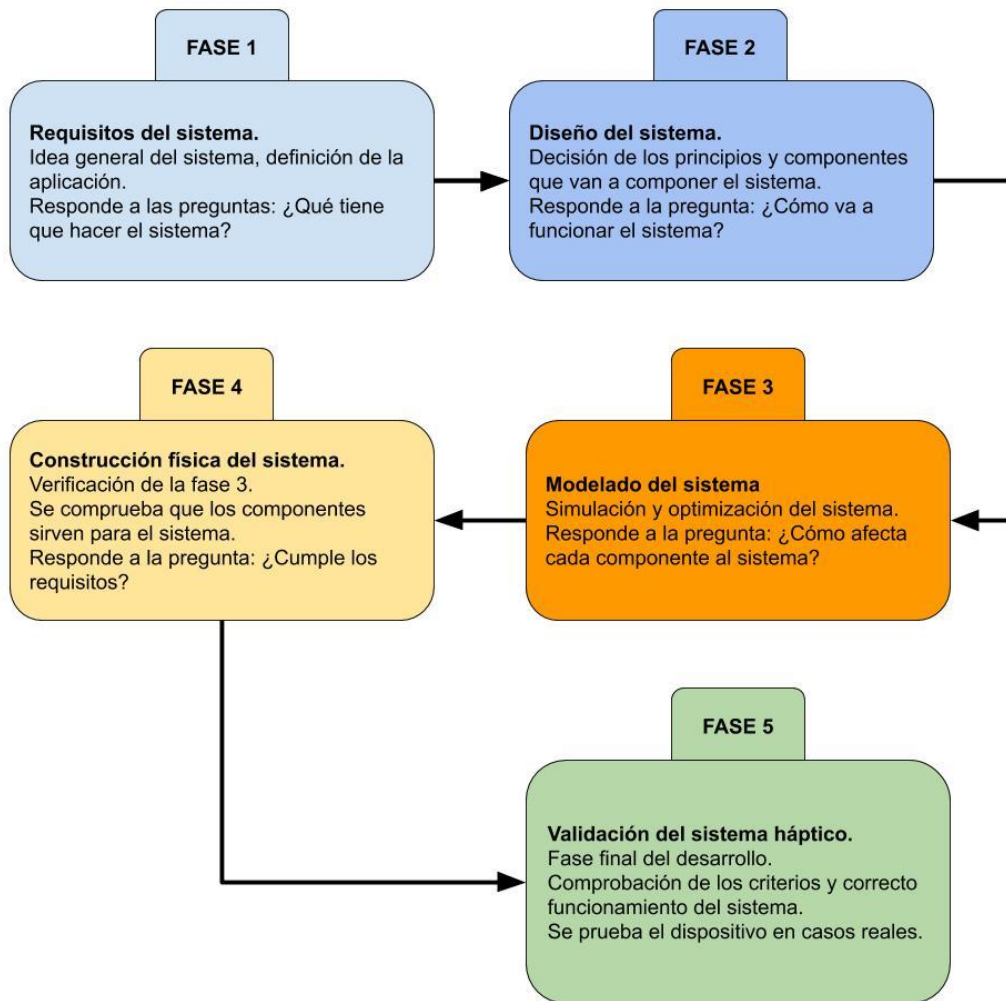 FASE 1
Requisitos del sistema.
Idea general del sistema, definición de la
aplicación.
Responde a las preguntas: ¿Qué tiene
que hacer el sistema?
FASE 2
Diseño del sistema.
Decisión de los principios y componentes
que van a componer el sistema.
Responde a la pregunta: ¿Cómo va a
funcionar el sistema?
FASE 3
Modelado del sistema
Simulación y optimización del sistema.
Responde a la pregunta: ¿Cómo afecta
cada componente al sistema?
FASE 4
Construcción física del sistema.
Verificación de la fase 3.
Se comprueba que los componentes
sirven para el sistema.
Responde a la pregunta: ¿Cumple los
requisitos?
FASE 5
Validación del sistema háptico.
Fase final del desarrollo.
Comprobación de los criterios y correcto
funcionamiento del sistema.
Se prueba el dispositivo en casos reales.